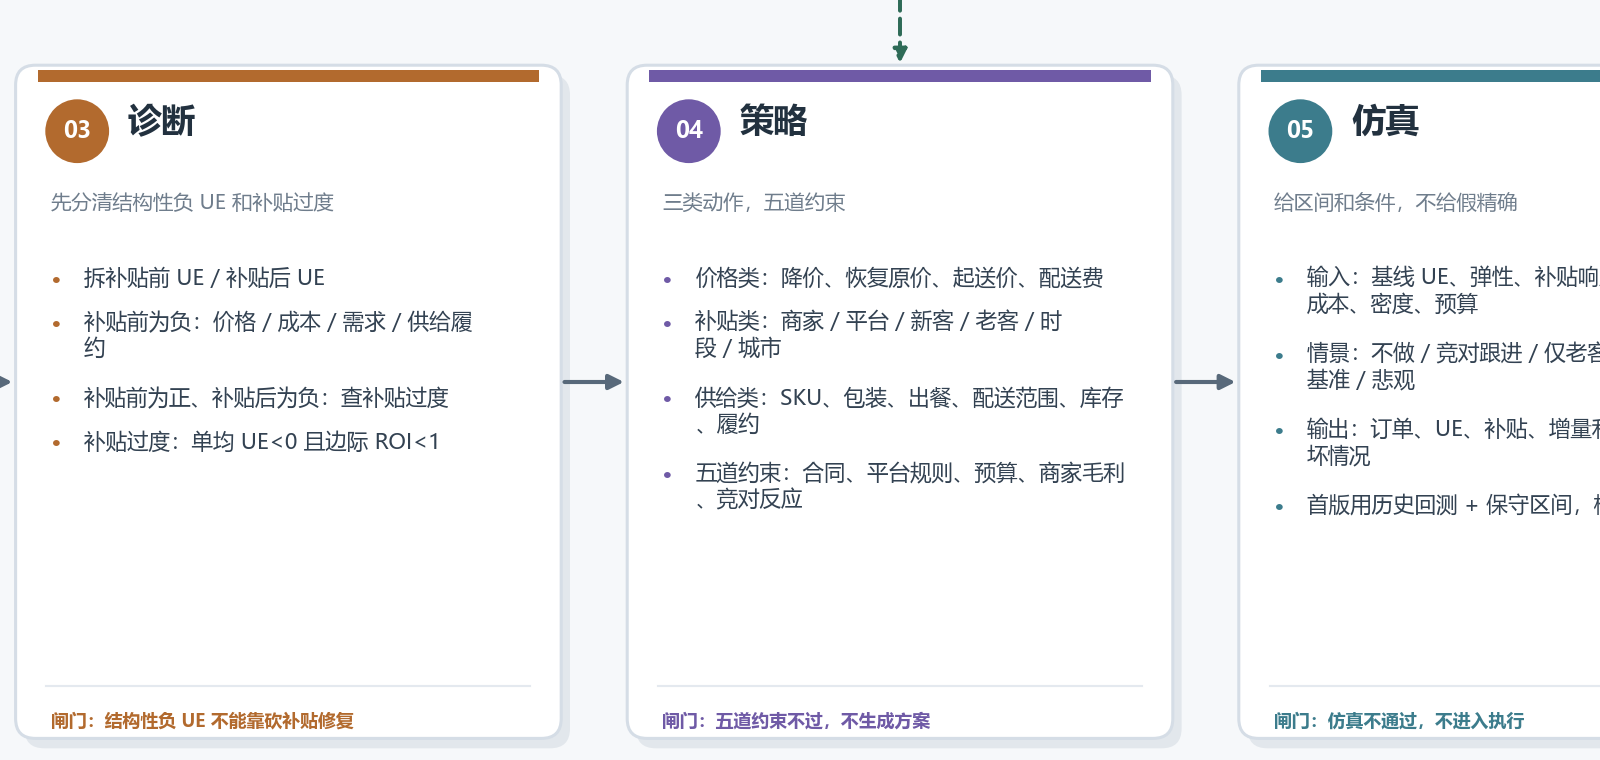 03 诊断
先分清结构性负 UE 和补贴过度
• 拆补贴前 UE / 补贴后 UE
• 补贴前为负：价格 / 成本 / 需求 / 供给履
约
• 补贴前为正、补贴后为负：查补贴过度
• 补贴过度：单均 UE<0 且边际 ROI<1
闸门：结构性负 UE 不能靠砍补贴修复
04 策略
三类动作，五道约束
• 价格类：降价、恢复原价、起送价、配送费
• 补贴类：商家 / 平台 / 新客 / 老客 / 时
段 / 城市
• 供给类：SKU、包装、出餐、配送范围、库存
、履约
• 五道约束：合同、平台规则、预算、商家毛利
、竞对反应
闸门：五道约束不过，不生成方案
05 仿真
给区间和条件，不给假精确
• 输入：基线 UE、弹性、补贴响
成本、密度、预算
• 情景：不做 / 竞对跟进 / 仅老客
基准 / 悲观
• 输出：订单、UE、补贴、增量
坏情况
• 首版用历史回测 + 保守区间，
闸门：仿真不通过，不进入执行